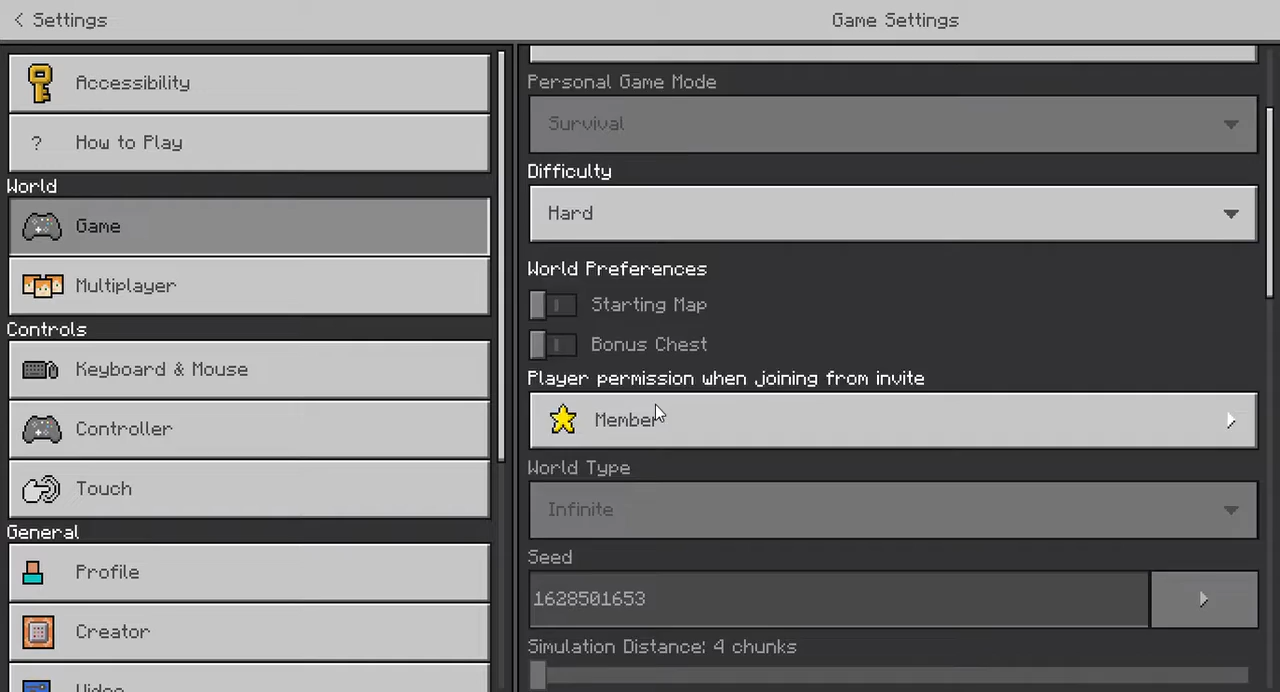 Settings
Game Settings
Accessibility
? How to Play
World
Game
Multiplayer
Controls
Keyboard & Mouse
Controller
Touch
General
Profile
Creator
Video
Personal Game Mode
Survival
Difficulty
Hard
World Preferences
Starting Map
Bonus Chest
Player permission when joining from invite
Member
World Type
Infinite
Seed
1628501653
Simulation Distance: 4 chunks